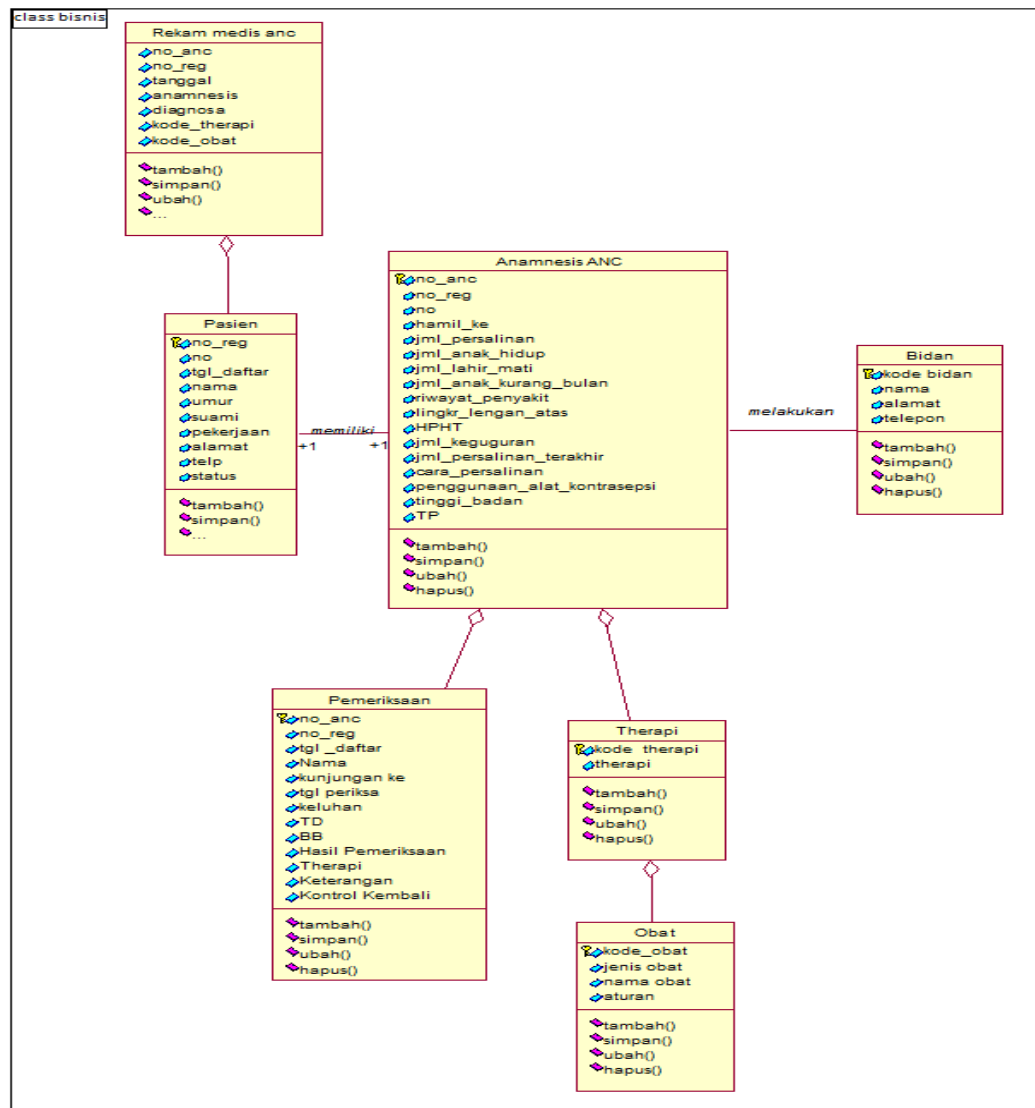 class bisnis
Rekam medis anc
no_anc
no_reg
tanggal
anamnesis
diagnosa
kode_therapi
kode_obat
tambah()
simpan()
ubah()
...
Pasien
no_reg
no
tgl_daftar
nama
umur
suami
pekerjaan
alamat
telp
status
tambah()
simpan()
...
memiliki
+1
+1
Anamnesis ANC
no_anc
no_reg
no
hamil_ke
jml_persalinan
jml_anak_hidup
jml_lahir_mati
jml_anak_kurang_bulan
riwayat_penyakit
lingkr_lengan_atas
HPHT
jml_keguguran
jml_persalinan_terakhir
cara_persalinan
penggunaan_alat_kontrasepsi
tinggi_badan
TP
tambah()
simpan()
ubah()
hapus()
melakukan
Bidan
kode bidan
nama
alamat
telepon
tambah()
simpan()
ubah()
hapus()
Pemeriksaan
no_anc
no_reg
tgl _daftar
Nama
kunjungan ke
tgl periksa
keluhan
TD
BB
Hasil Pemeriksaan
Therapi
Keterangan
Kontrol Kembali
tambah()
simpan()
ubah()
hapus()
Therapi
kode therapi
therapi
tambah()
simpan()
ubah()
hapus()
Obat
kode_obat
jenis obat
nama obat
aturan
tambah()
simpan()
ubah()
hapus()